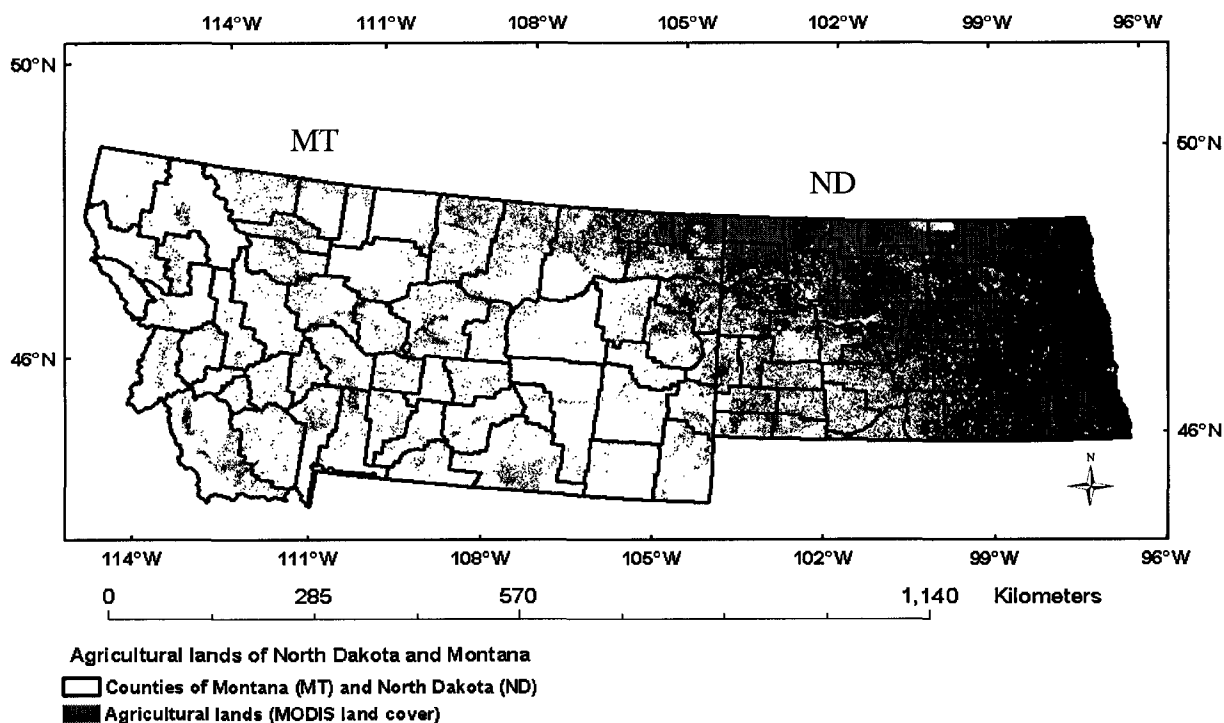 114°W 111°W 108°W 105°W 102°W 99°W 96°W
50°N
MT
50°N
ND
46°N
46°N
N
114°W 111°W 108°W 105°W 102°W 99°W 96°W
0 285 570 1,140 Kilometers
Agricultural lands of North Dakota and Montana
Counties of Montana (MT) and North Dakota (ND)
Agricultural lands (MODIS land cover)